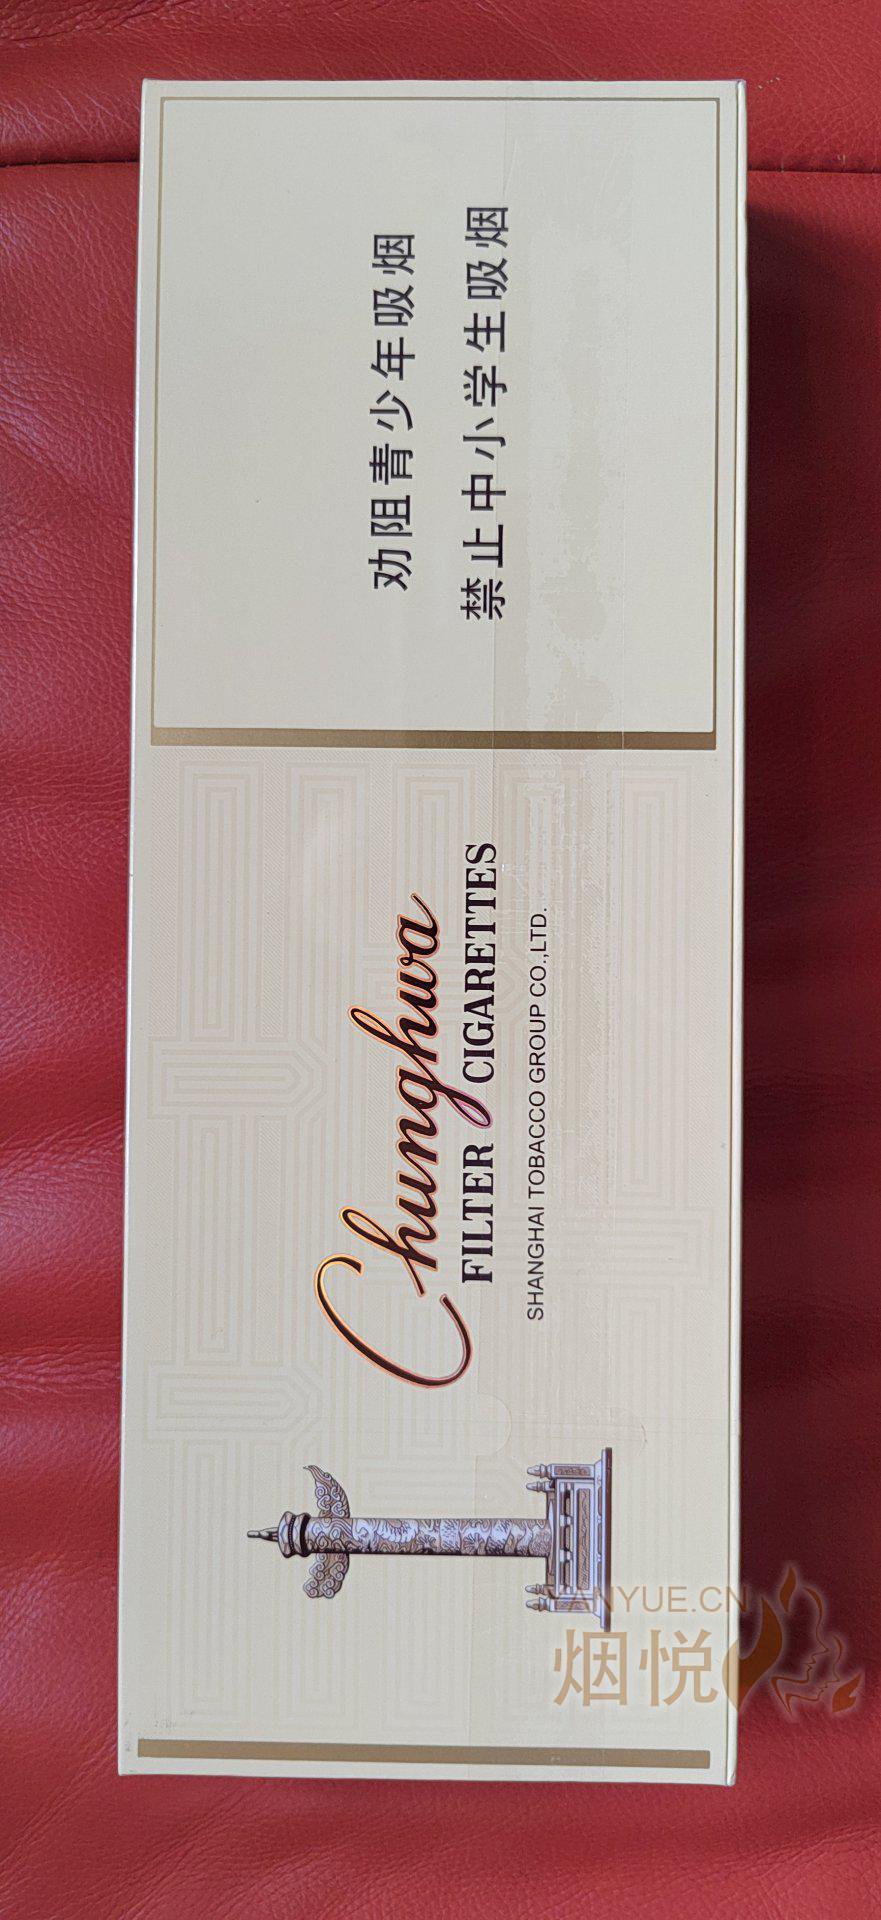 Chunghwa
FILTER CIGARETTES
SHANGHAI TOBACCO GROUP CO.,LTD.
劝阻青少年吸烟
禁止中小学生吸烟
YANYUE.CN
烟悦